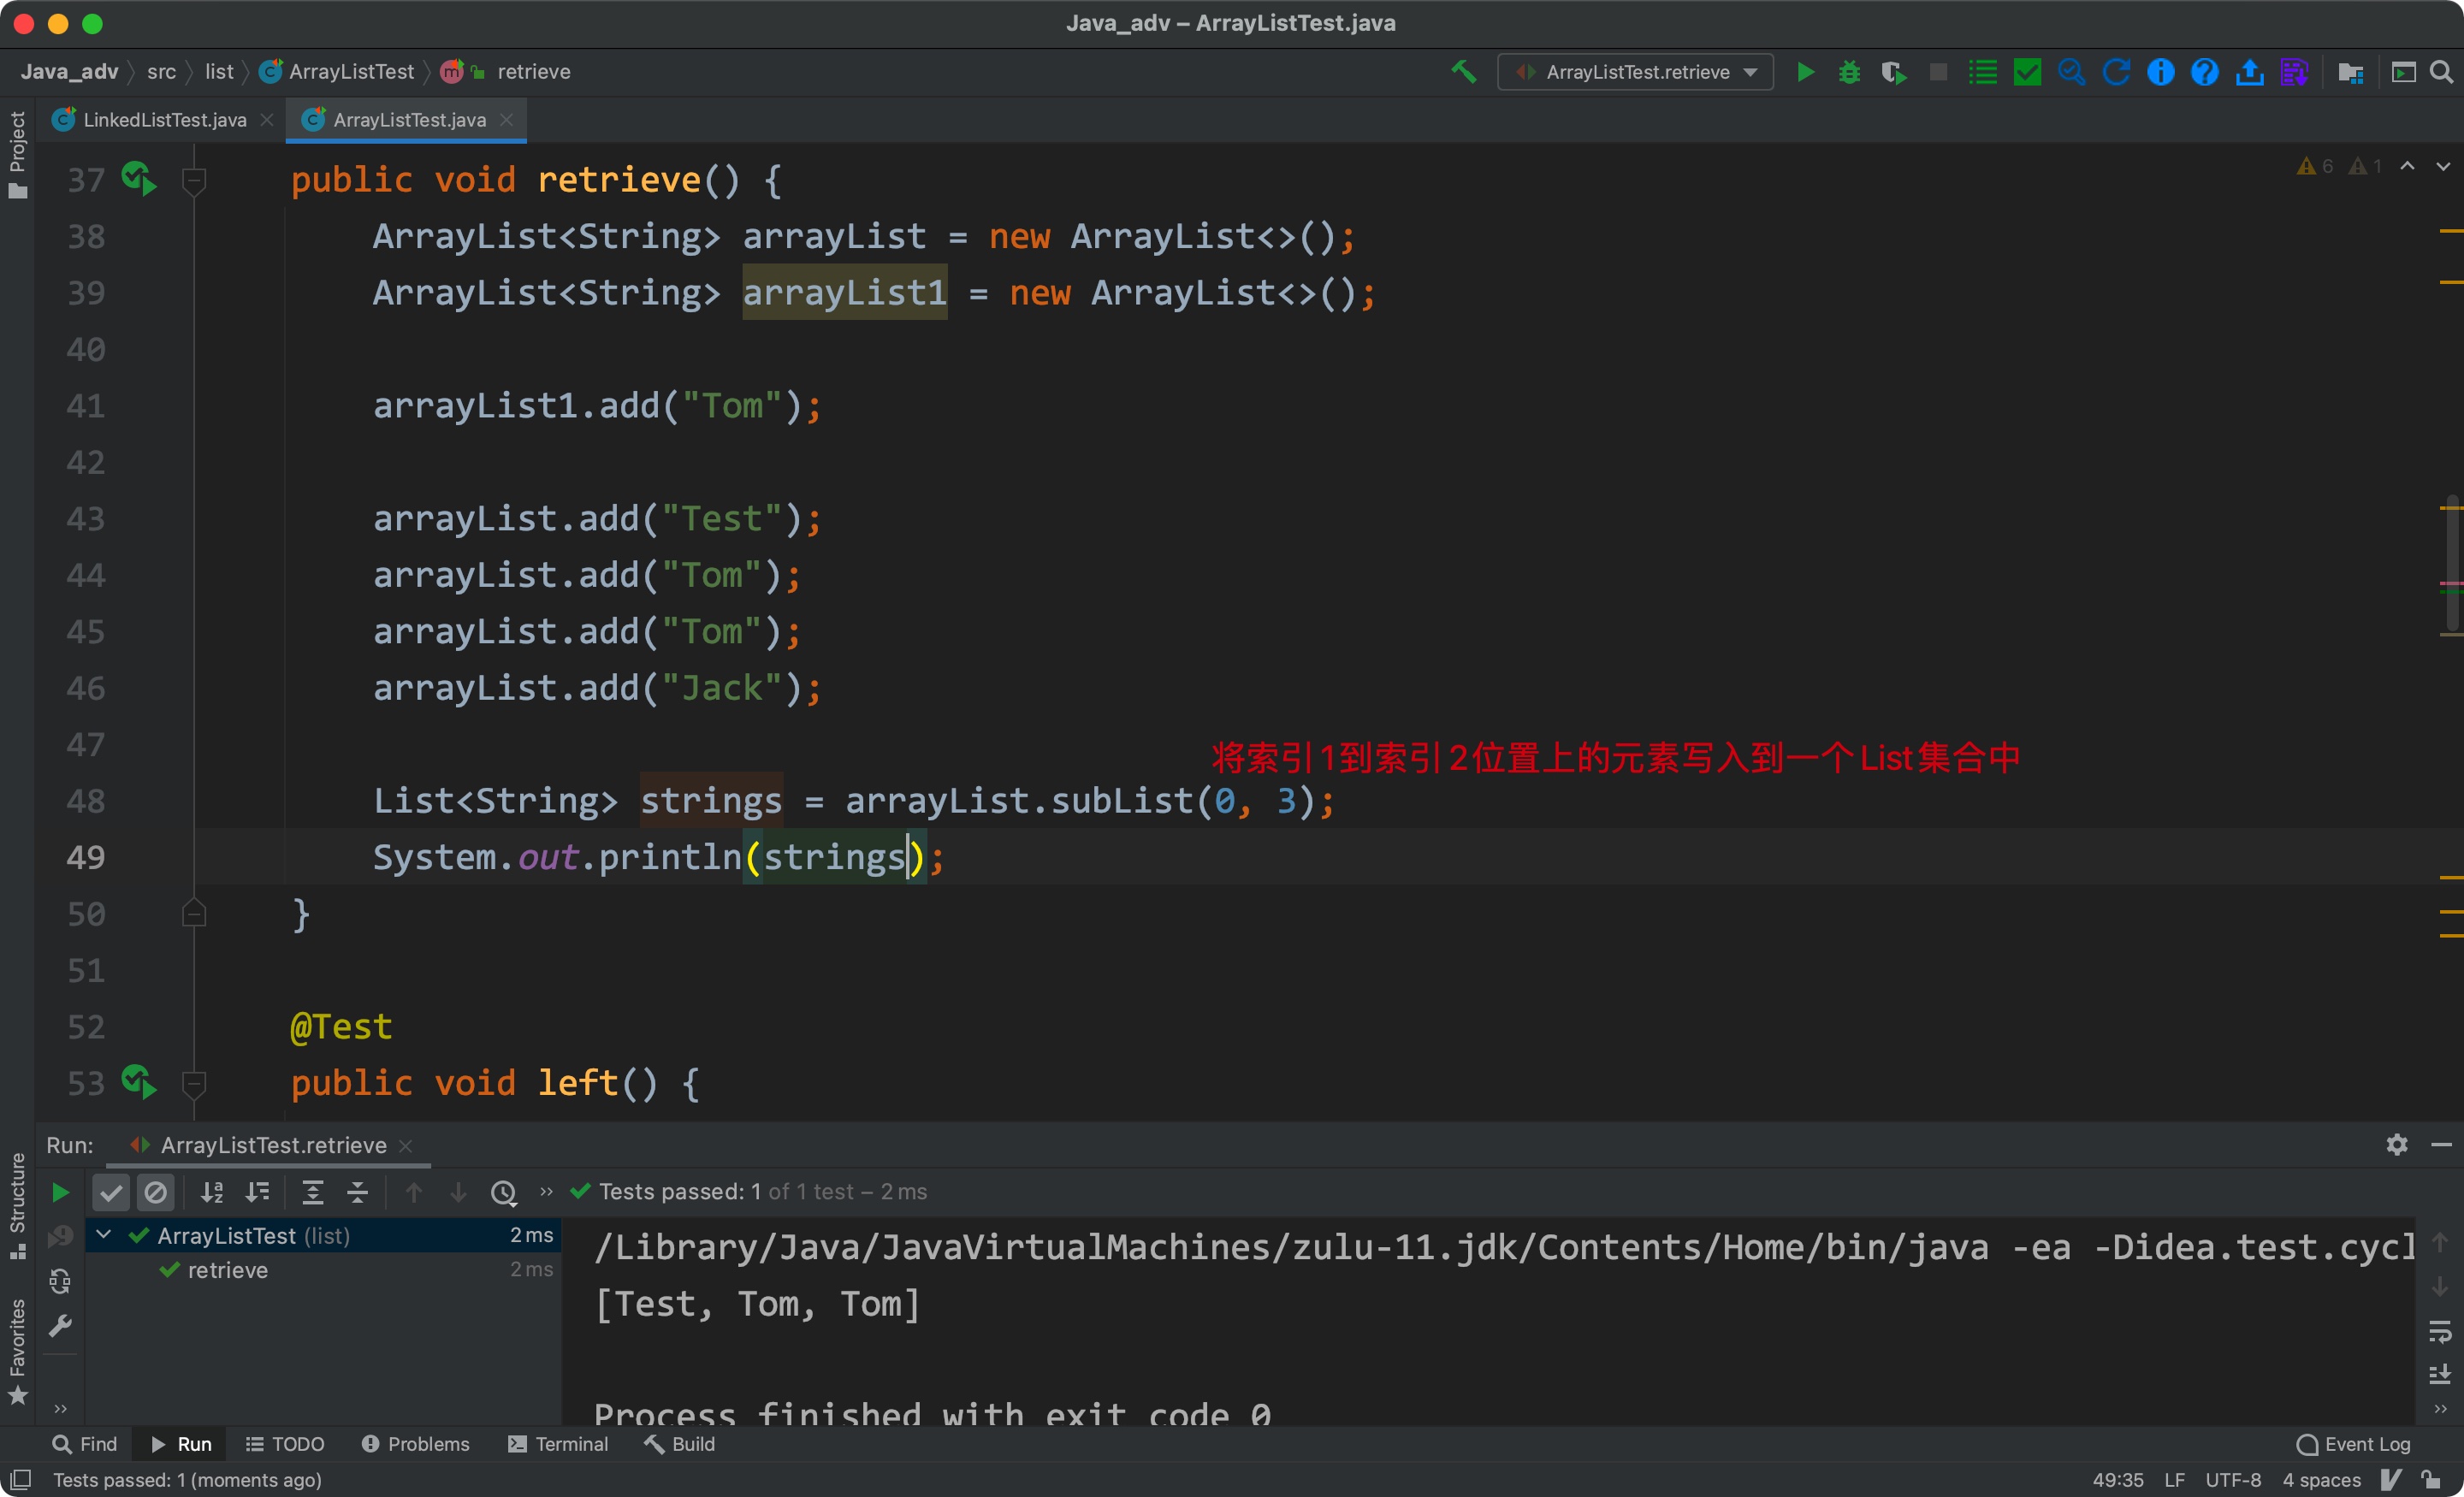 Java_adv – ArrayListTest.java
Java_adv src list ArrayListTest m retrieve ArrayListTest.retrieve
Project
LinkedListTest.java ArrayListTest.java
6 1
37 public void retrieve() {
38 ArrayList<String> arrayList = new ArrayList<>();
39 ArrayList<String> arrayList1 = new ArrayList<>();
40
41 arrayList1.add("Tom");
42
43 arrayList.add("Test");
44 arrayList.add("Tom");
45 arrayList.add("Tom");
46 arrayList.add("Jack");
47
将索引1到索引2位置上的元素写入到一个List集合中
48 List<String> strings = arrayList.subList(0, 3);
49 System.out.println(strings);
50 }
51
52 @Test
53 public void left() {
Run: ArrayListTest.retrieve
Structure
Favorites
» Tests passed: 1 of 1 test – 2 ms
ArrayListTest (list) 2 ms
retrieve 2 ms
/Library/Java/JavaVirtualMachines/zulu-11.jdk/Contents/Home/bin/java -ea -Didea.test.cycl
[Test, Tom, Tom]
Process finished with exit code 0
Find Run TODO Problems Terminal Build Event Log
Tests passed: 1 (moments ago) 49:35 LF UTF-8 4 spaces